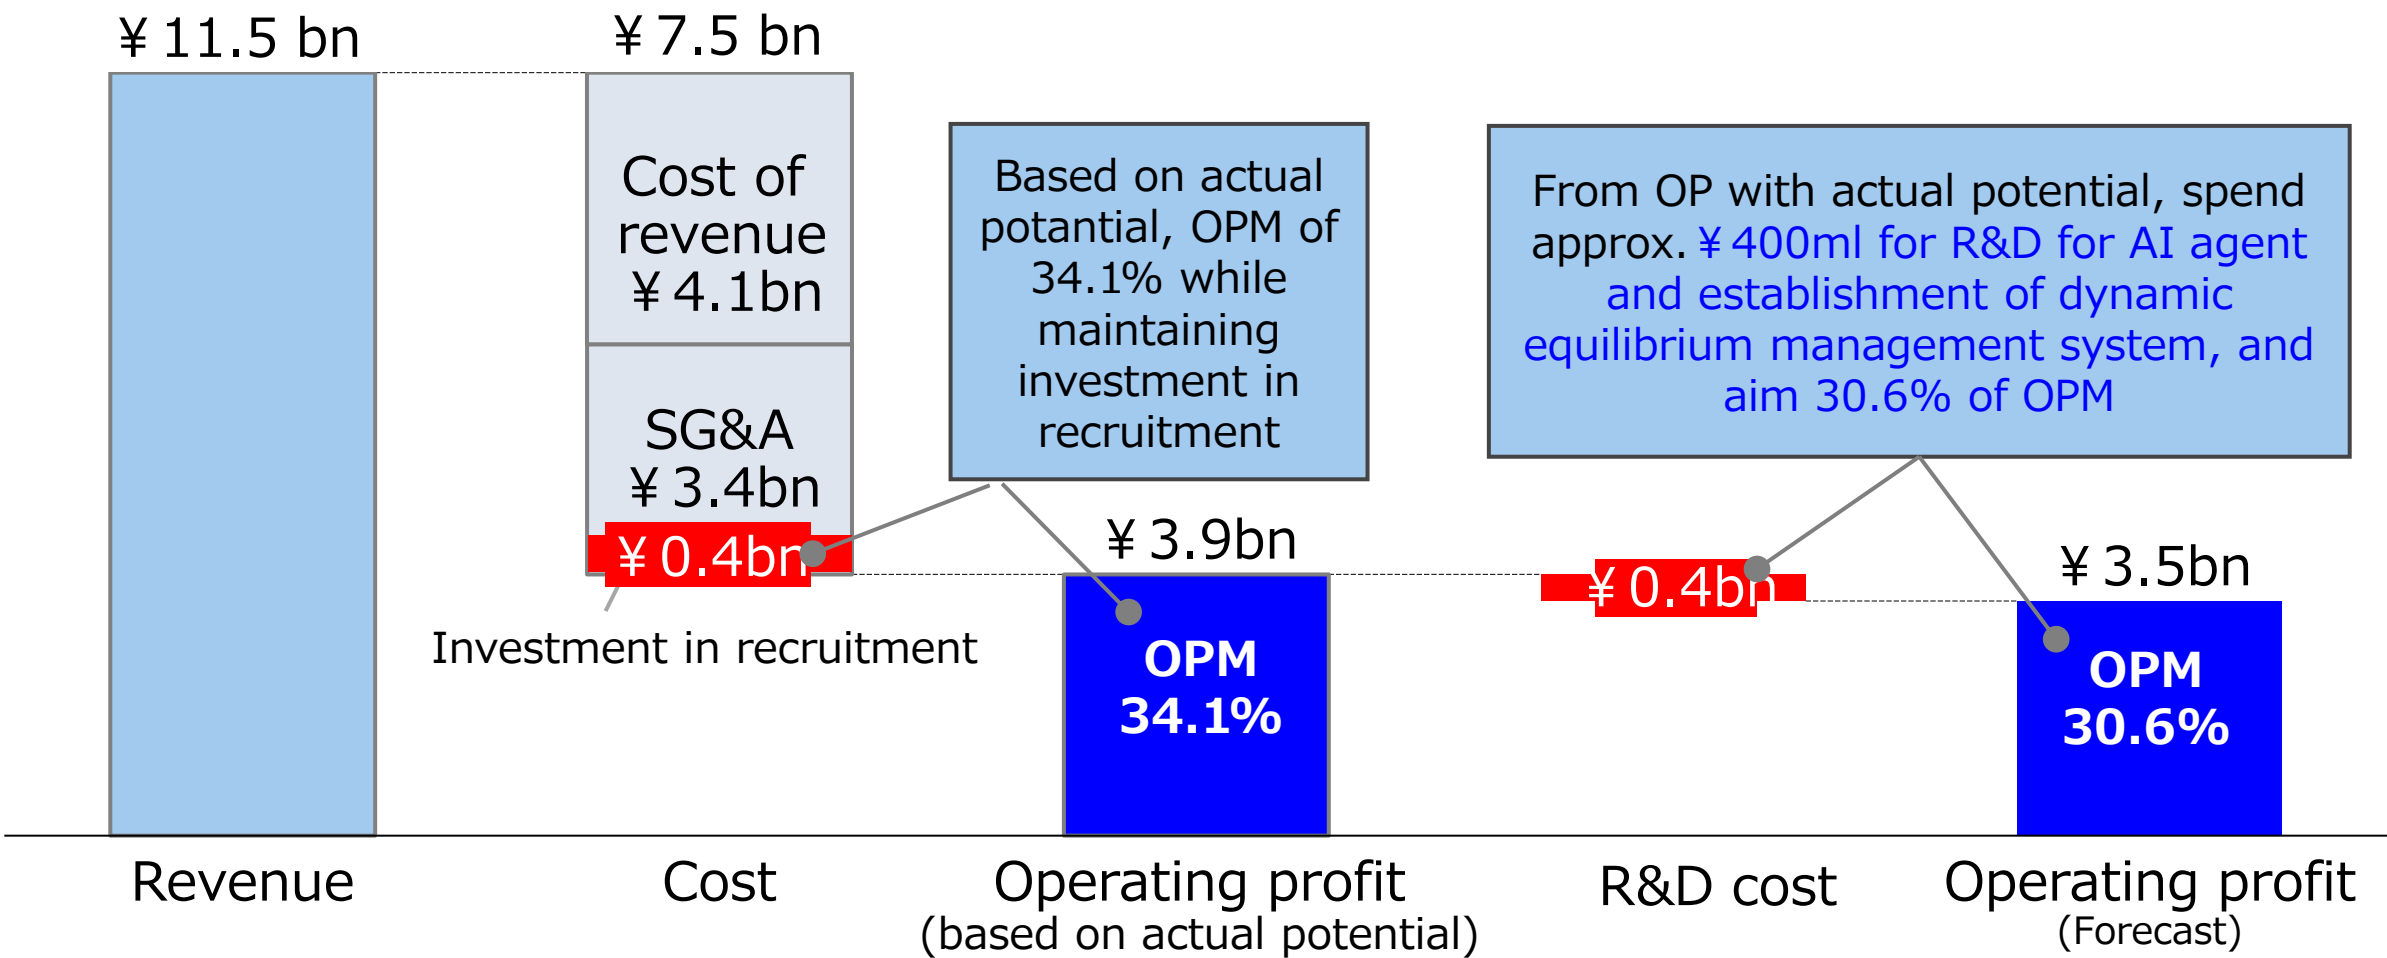 ¥ 11.5 bn
¥ 7.5 bn
Cost of
revenue
¥ 4.1bn
SG&A
¥ 3.4bn
¥ 0.4bn
Investment in recruitment
Based on actual
potantial, OPM of
34.1% while
maintaining
investment in
recruitment
¥ 3.9bn
OPM
34.1%
From OP with actual potential, spend
approx. ¥ 400ml for R&D for AI agent
and establishment of dynamic
equilibrium management system, and
aim 30.6% of OPM
¥ 0.4bn
¥ 3.5bn
OPM
30.6%
Revenue
Cost
Operating profit
(based on actual potential)
R&D cost
Operating profit
(Forecast)